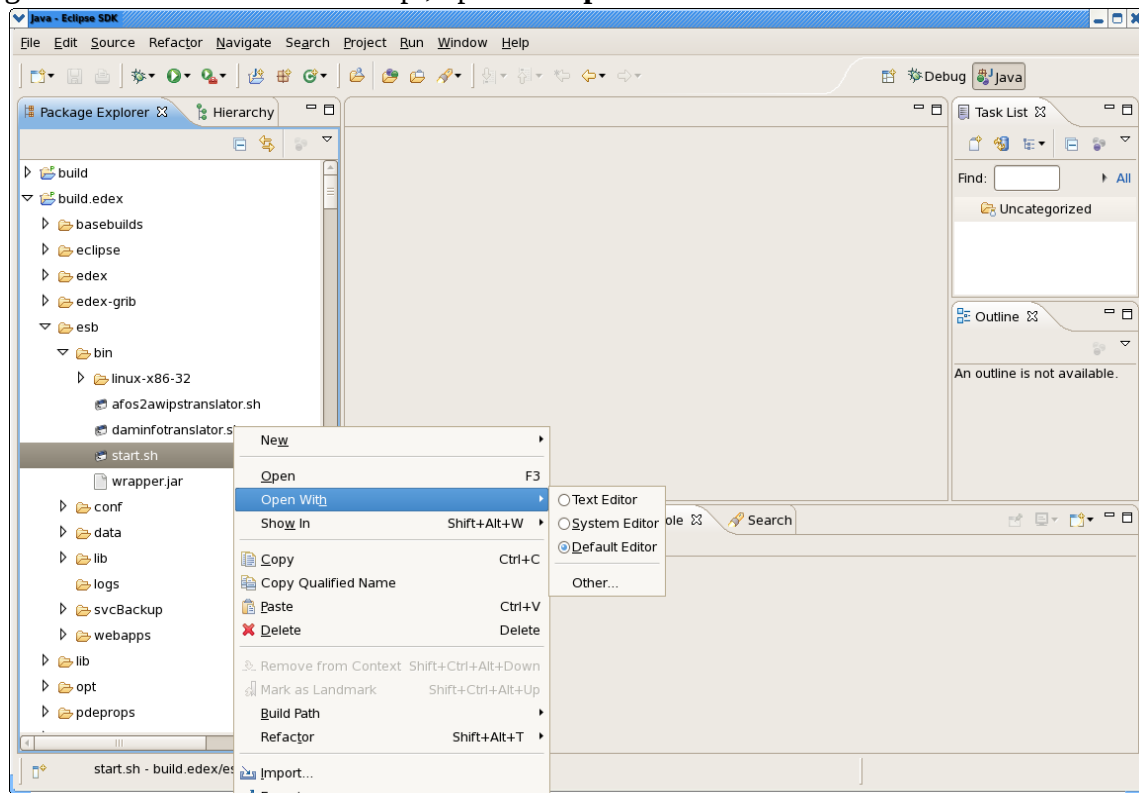 Java - Eclipse SDK
File Edit Source Refactor Navigate Search Project Run Window Help
Debug Java
Package Explorer Hierarchy
Task List
Find: All
Uncategorized
build
build.edex
basebuilds
eclipse
edex
edex-grib
esb
bin
linux-x86-32
afos2awipstranslator.sh
daminfotranslator.s
start.sh
wrapper.jar
conf
data
lib
logs
svcBackup
webapps
lib
opt
pdeprops
Outline
An outline is not available.
New
Open F3
Open With
Show In Shift+Alt+W
Copy Ctrl+C
Copy Qualified Name
Paste Ctrl+V
Delete Delete
Remove from Context Shift+Ctrl+Alt+Down
Mark as Landmark Shift+Ctrl+Alt+Up
Build Path
Refactor Shift+Alt+T
Import...
Text Editor
System Editor
Default Editor
Other...
ole Search
start.sh - build.edex/es